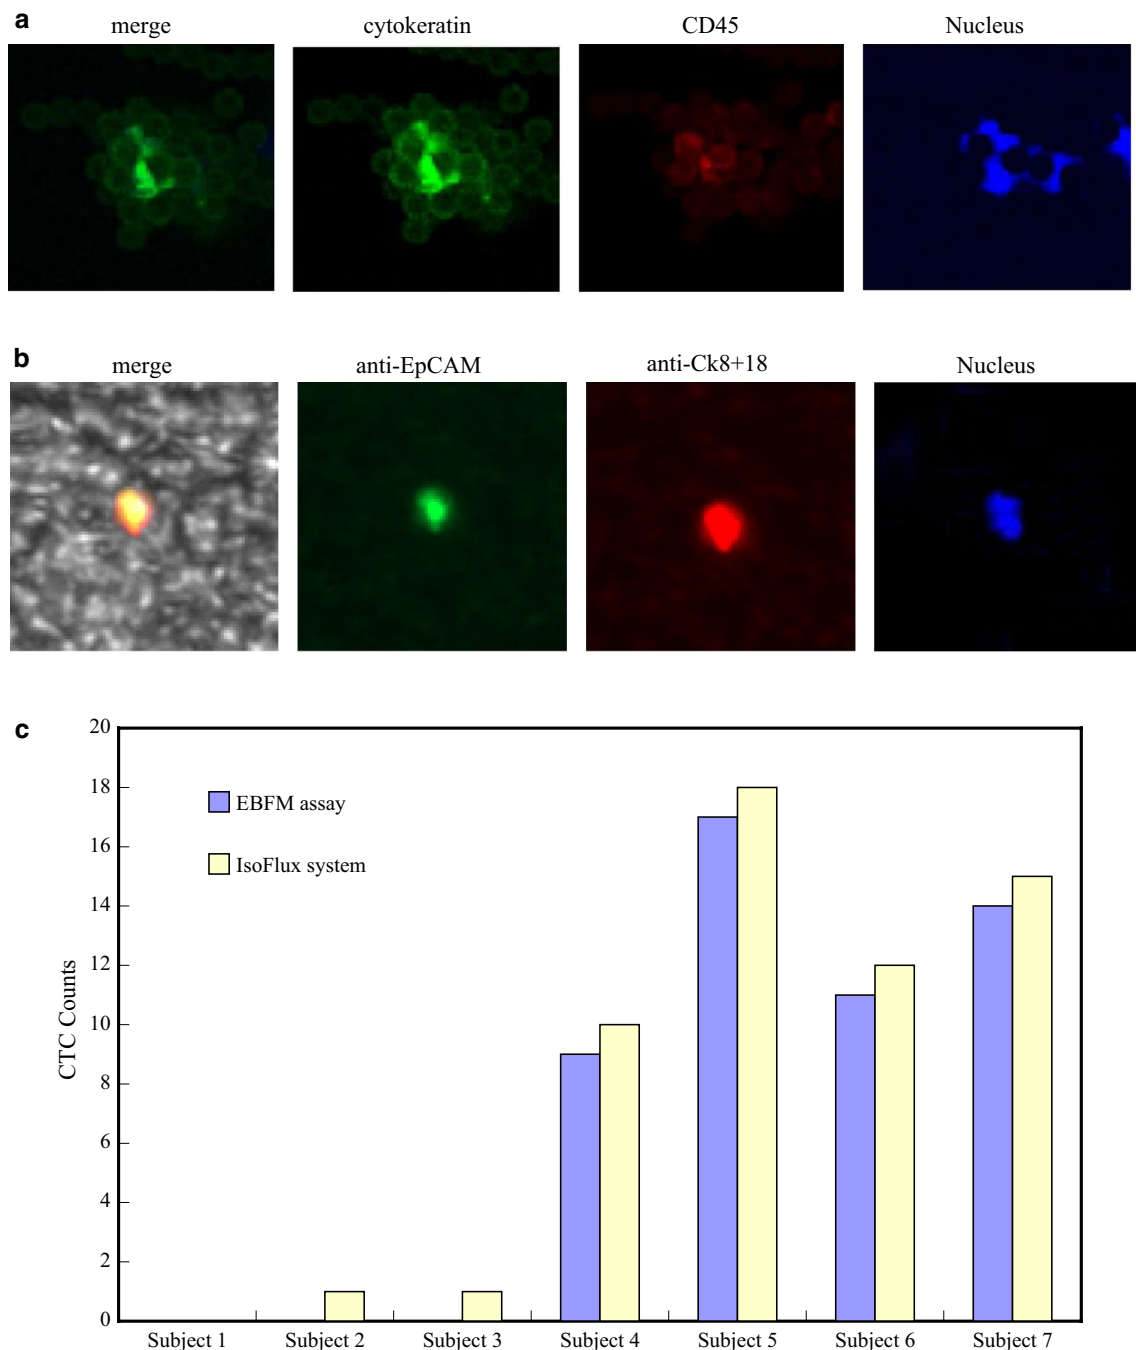 a
merge cytokeratin CD45 Nucleus
b
merge anti-EpCAM anti-Ck8+18 Nucleus
c
20
18
16
14
12
10
8
6
4
2
0
CTC Counts
EBFM assay
IsoFlux system
Subject 1 Subject 2 Subject 3 Subject 4 Subject 5 Subject 6 Subject 7